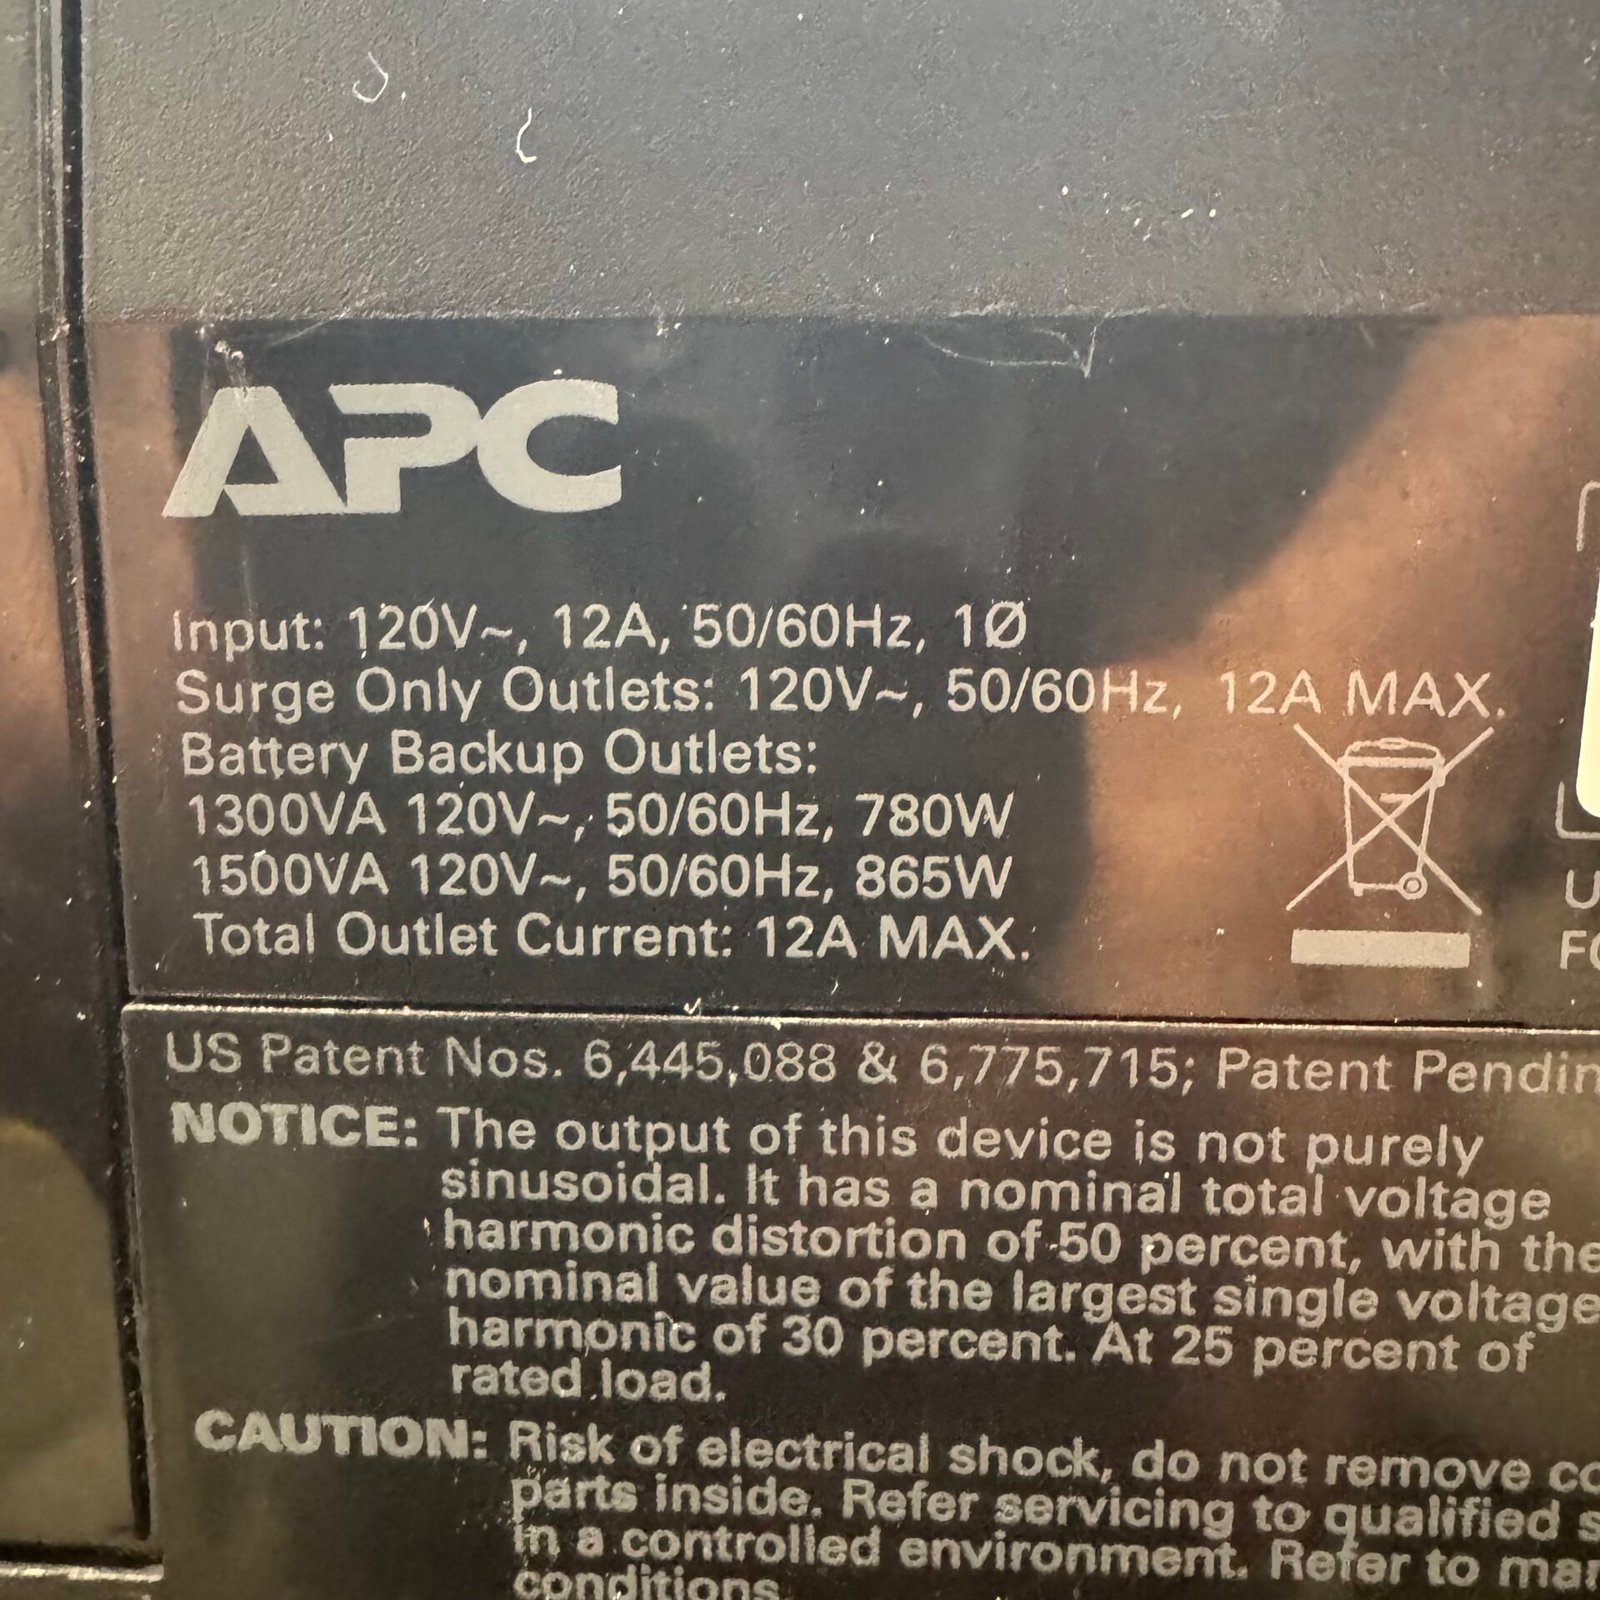 APC
Input: 120V~, 12A, 50/60Hz, 1Ø
Surge Only Outlets: 120V~, 50/60Hz, 12A MAX.
Battery Backup Outlets:
1300VA 120V~, 50/60Hz, 780W
1500VA 120V~, 50/60Hz, 865W
Total Outlet Current: 12A MAX.
US Patent Nos. 6,445,088 & 6,775,715; Patent
NOTICE: The output of this device is not purely
sinusoidal. It has a nominal total voltage
harmonic distortion of 50 percent, with the
nominal value of the largest single voltage
harmonic of 30 percent. At 25 percent of
rated load.
CAUTION: Risk of electrical shock, do not remove
parts inside. Refer servicing to qualified
in a controlled environment. Refer to
conditions